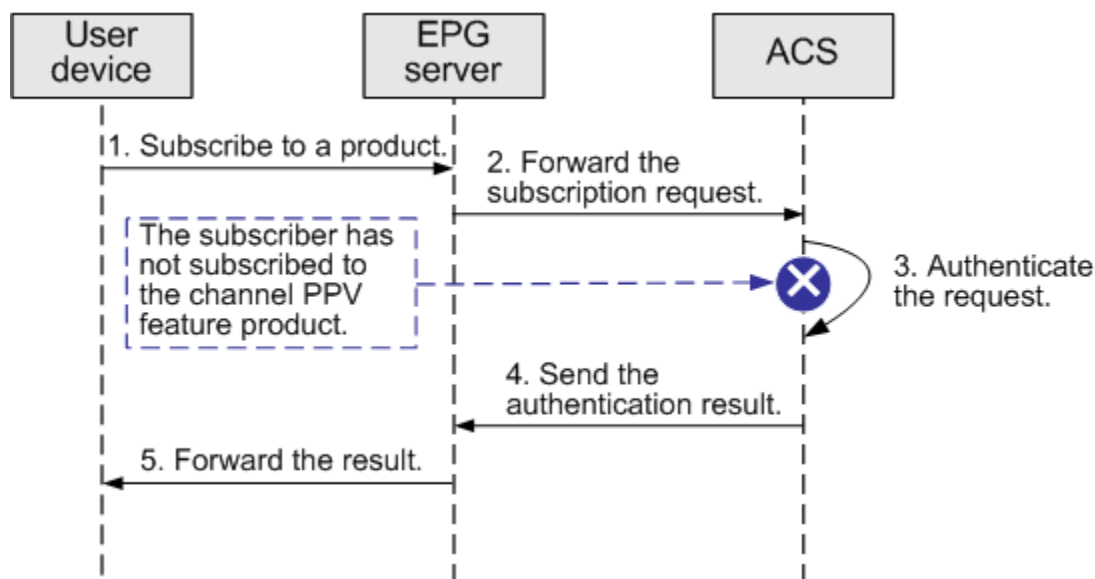 User
device
EPG
server
ACS
1. Subscribe to a product.
2. Forward the
subscription request.
The subscriber has
not subscribed to
the channel PPV
feature product.
3. Authenticate
the request.
4. Send the
authentication result.
5. Forward the result.